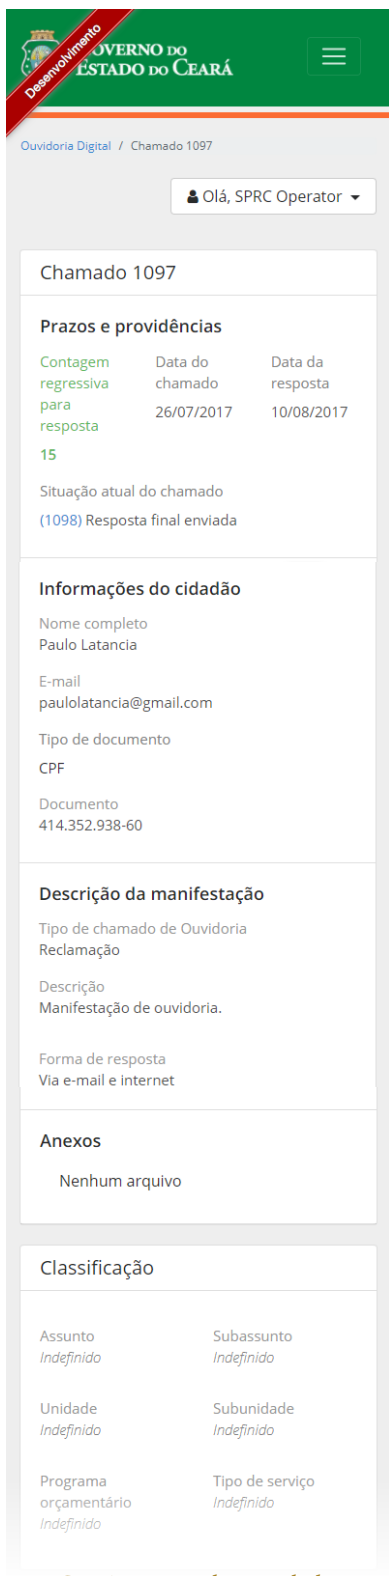 Desenvolvimento
GOVERNO DO
ESTADO DO CEARÁ
Ouvidoria Digital / Chamado 1097
Olá, SPRC Operator
Chamado 1097
Prazos e providências
Contagem regressiva para resposta
15
Data do chamado
26/07/2017
Data da resposta
10/08/2017
Situação atual do chamado
(1098) Resposta final enviada
Informações do cidadão
Nome completo
Paulo Latancia
E-mail
paulolatancia@gmail.com
Tipo de documento
CPF
Documento
414.352.938-60
Descrição da manifestação
Tipo de chamado de Ouvidoria
Reclamação
Descrição
Manifestação de ouvidoria.
Forma de resposta
Via e-mail e internet
Anexos
Nenhum arquivo
Classificação
Assunto
Indefinido
Subassunto
Indefinido
Unidade
Indefinido
Subunidade
Indefinido
Programa
orçamentário
Indefinido
Tipo de serviço
Indefinido